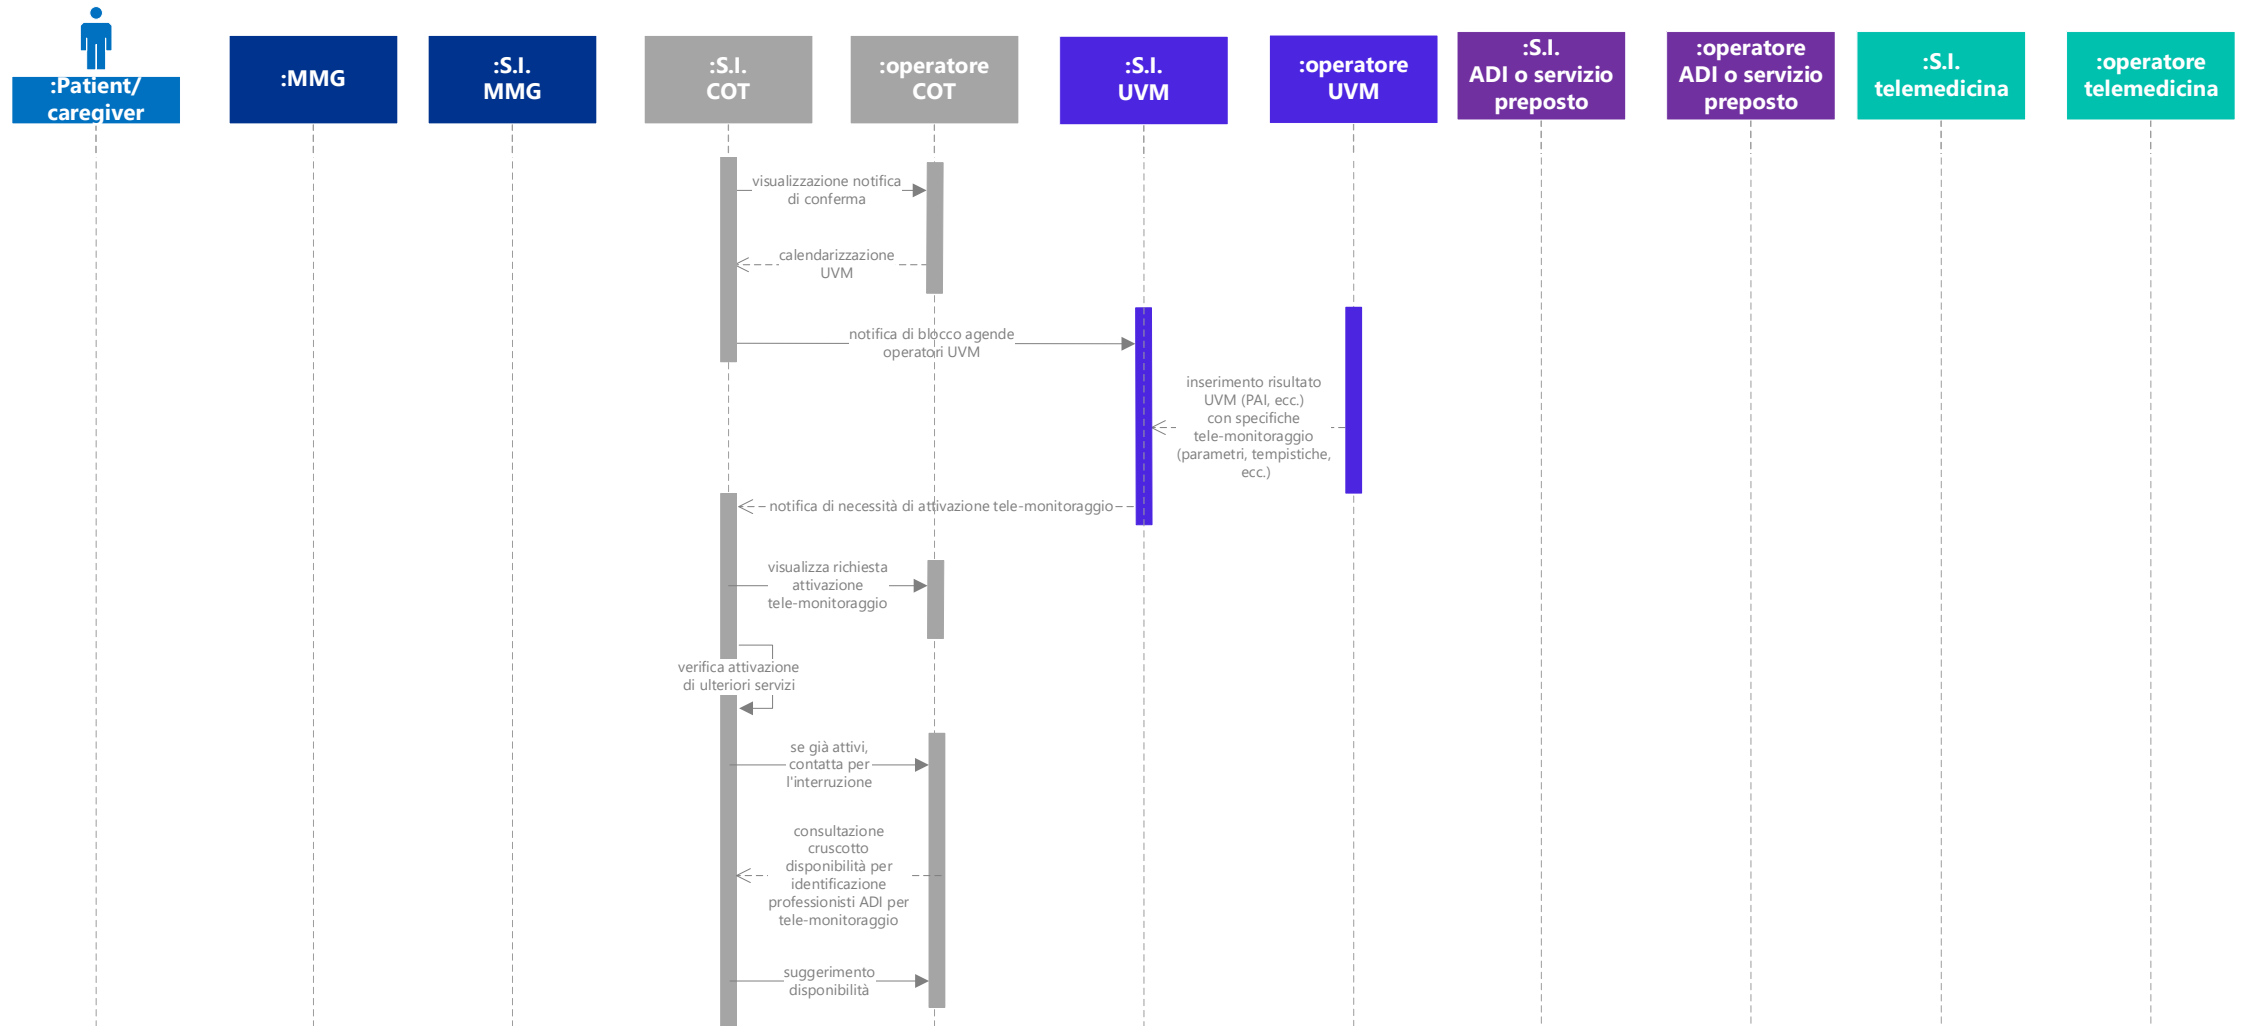 :Patient/
caregiver
:MMG
:S.I.
MMG
:S.I.
COT
:operatore
COT
:S.I.
UVM
:operatore
UVM
:S.I.
ADI o servizio
preposto
:operatore
ADI o servizio
preposto
:S.I.
telemedicina
:operatore
telemedicina
visualizzazione notifica
di conferma
calendarizzazione
UVM
notifica di blocco agende
operatori UVM
inserimento risultato
UVM (PAI, ecc.)
con specifiche
tele-monitoraggio
(parametri, tempistiche,
ecc.)
notifica di necessità di attivazione tele-monitoraggio
visualizza richiesta
attivazione
tele-monitoraggio
verifica attivazione
di ulteriori servizi
se già attivi,
contatta per
l'interruzione
consultazione
cruscotto
disponibilità per
identificazione
professionisti ADI per
tele-monitoraggio
suggerimento
disponibilità